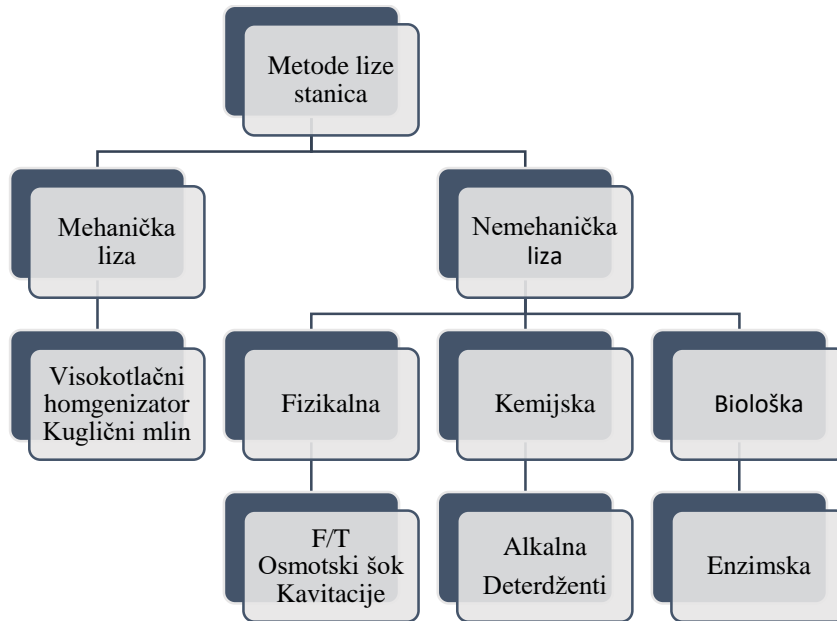 Metode lize
stanica
Mehanička
liza
Nemehanička
liza
Visokotlačni
homgenizator
Kuglični mlin
Fizikalna
Kemijska
Biološka
F/T
Osmotski šok
Kavitacije
Alkalna
Deterdženti
Enzimska